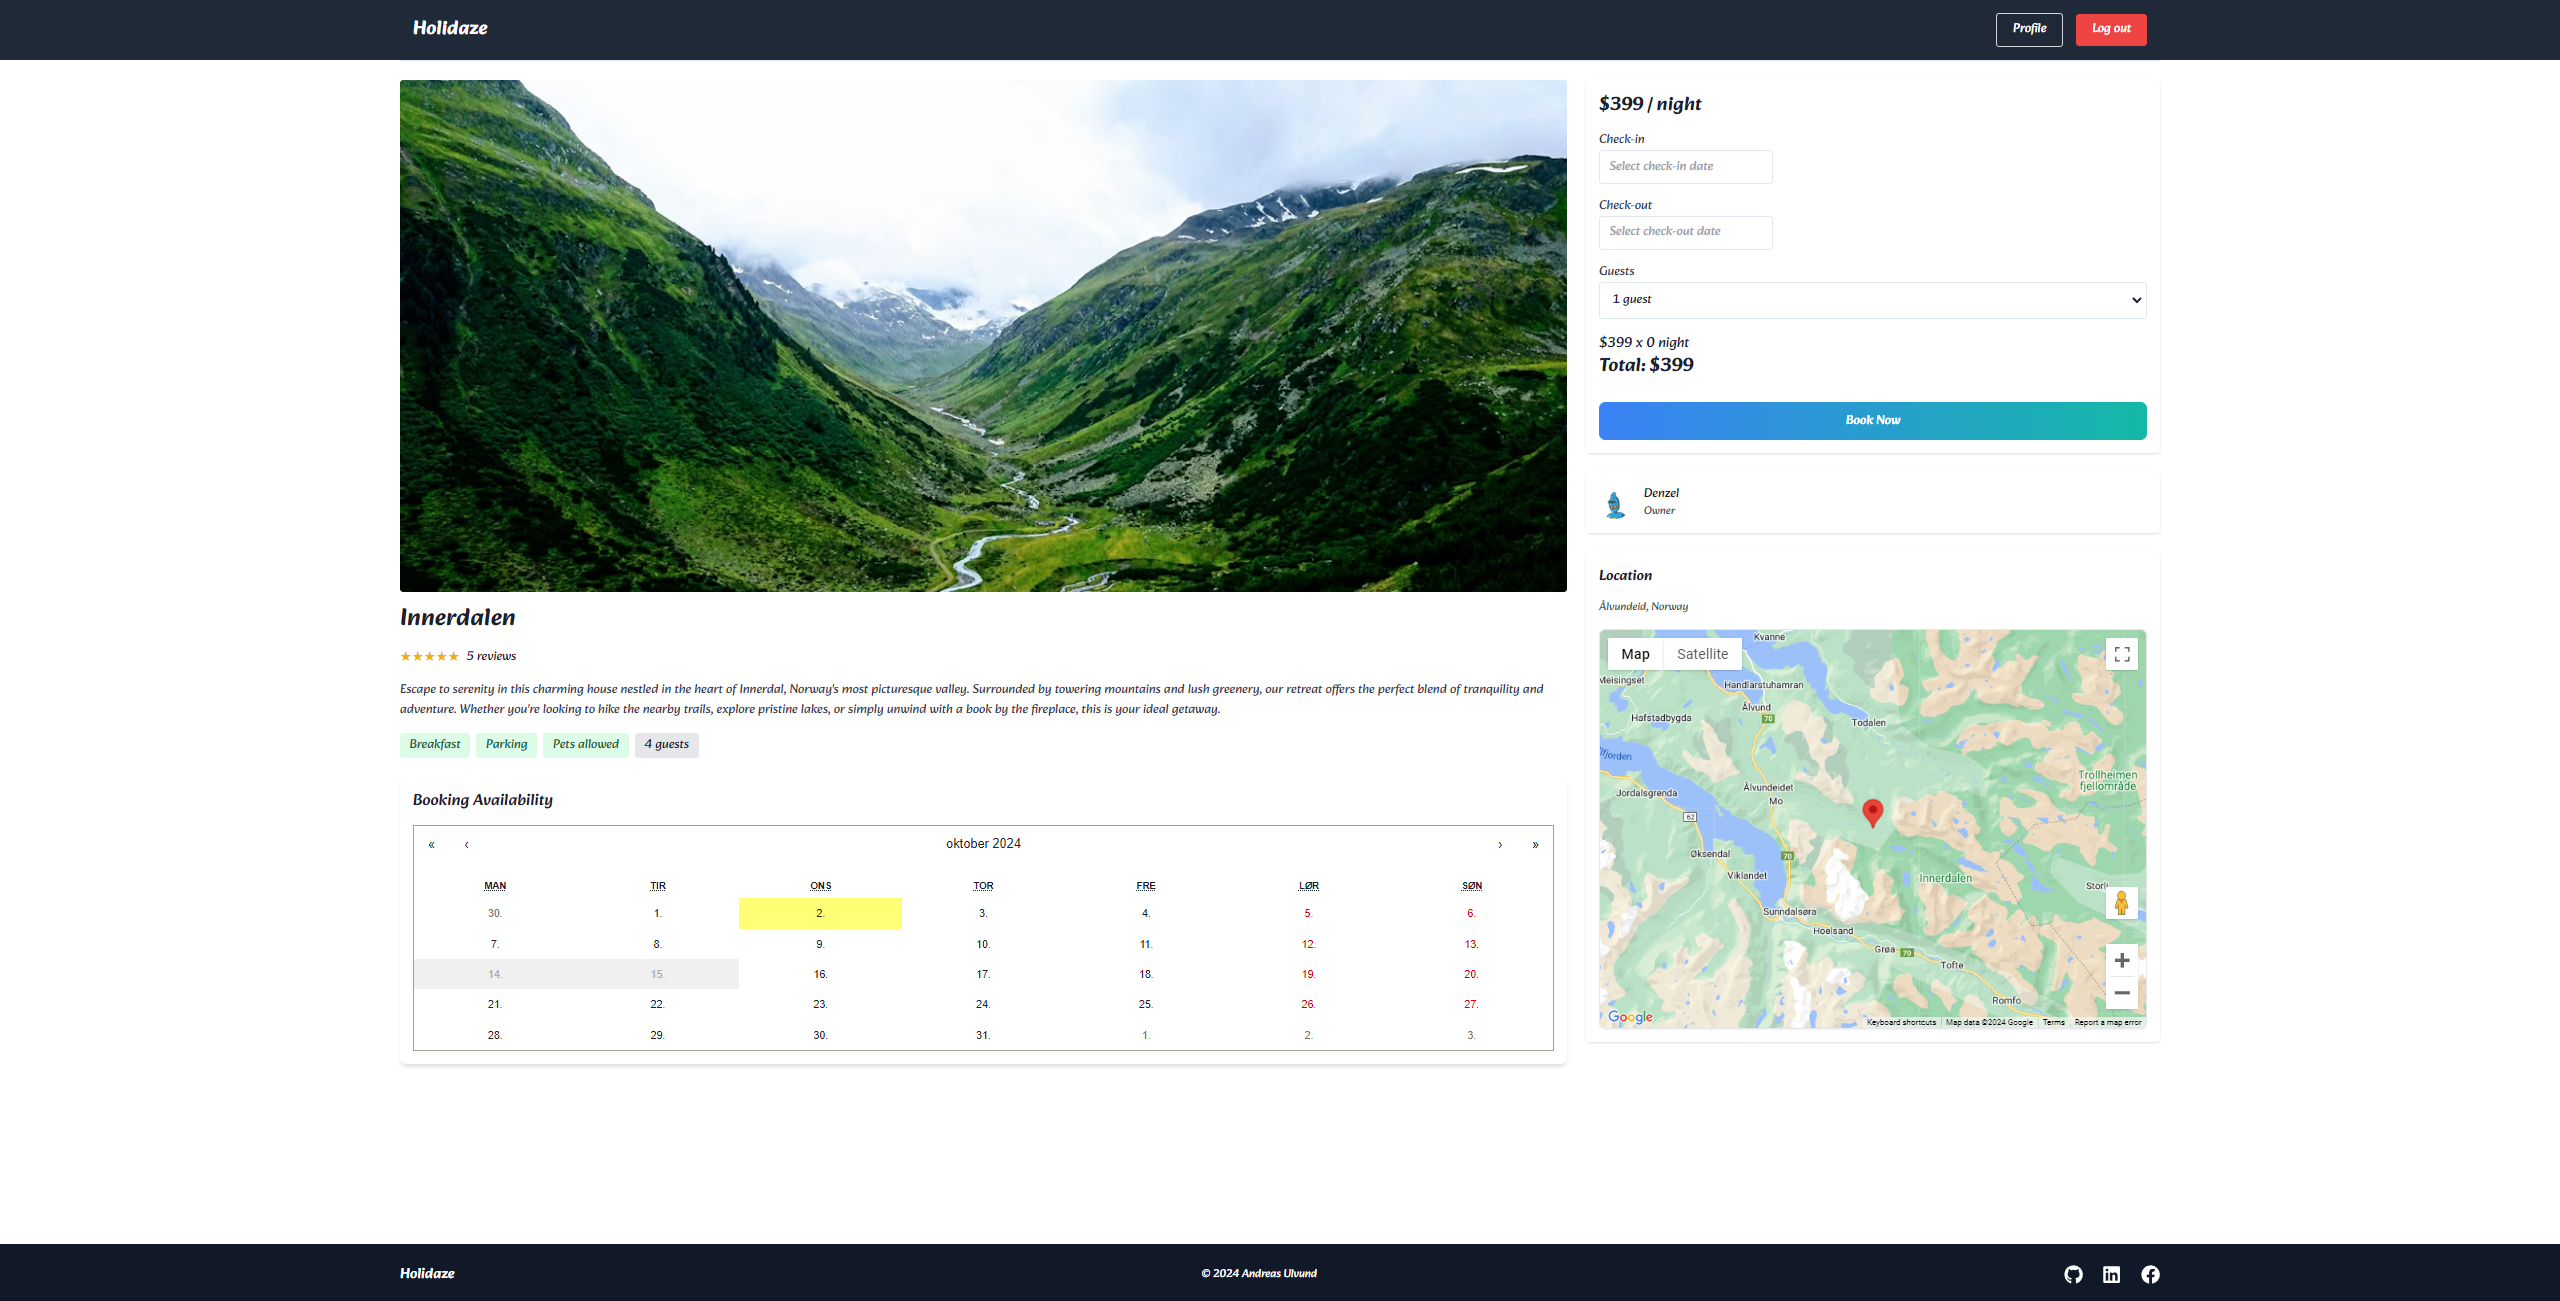 Holidaze
Profile
Log out
$399 / night
Check-in
Select check-in date
Check-out
Select check-out date
Guests
1 guest
$399 x 0 night
Total: $399
Book Now
Denzel
Owner
Location
Ålvundeid, Norway
Map
Satellite
Kvanne
Meisingset
Handlarstuhamran
Ålvund
70
Hafstadbygda
Todalen
Trollheimen
fjellområde
Jordalsgrenda
Ålvundeidet
Mo
62
Øksendal
70
Viklandet
Innerdalen
Sunndalsøra
Hoelsand
Grøa
70
Tofte
Romfo
Google
Keyboard shortcuts
Map data ©2024 Google
Terms
Report a map error
Innerdalen
★★★★★ 5 reviews
Escape to serenity in this charming house nestled in the heart of Innerdal, Norway's most picturesque valley. Surrounded by towering mountains and lush greenery, our retreat offers the perfect blend of tranquility and
adventure. Whether you're looking to hike the nearby trails, explore pristine lakes, or simply unwind with a book by the fireplace, this is your ideal getaway.
Breakfast
Parking
Pets allowed
4 guests
Booking Availability
« ‹ oktober 2024 › »
MAN TIR ONS TOR FRE LØR SØN
30. 1. 2. 3. 4. 5. 6.
7. 8. 9. 10. 11. 12. 13.
14. 15. 16. 17. 18. 19. 20.
21. 22. 23. 24. 25. 26. 27.
28. 29. 30. 31. 1. 2. 3.
Holidaze
© 2024 Andreas Ulvund